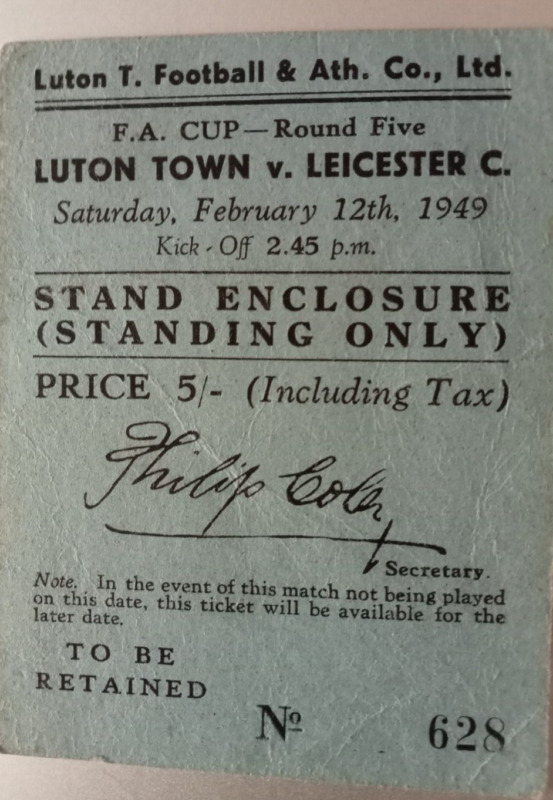 Luton T. Football & Ath. Co., Ltd.
F.A. CUP—Round Five
LUTON TOWN v. LEICESTER C.
Saturday, February 12th, 1949
Kick-Off 2.45 p.m.
STAND ENCLOSURE
(STANDING ONLY)
PRICE 5/- (Including Tax)
Philip Coley
Secretary.
Note. In the event of this match not being played
on this date, this ticket will be available for the
later date.
TO BE
RETAINED
No 628